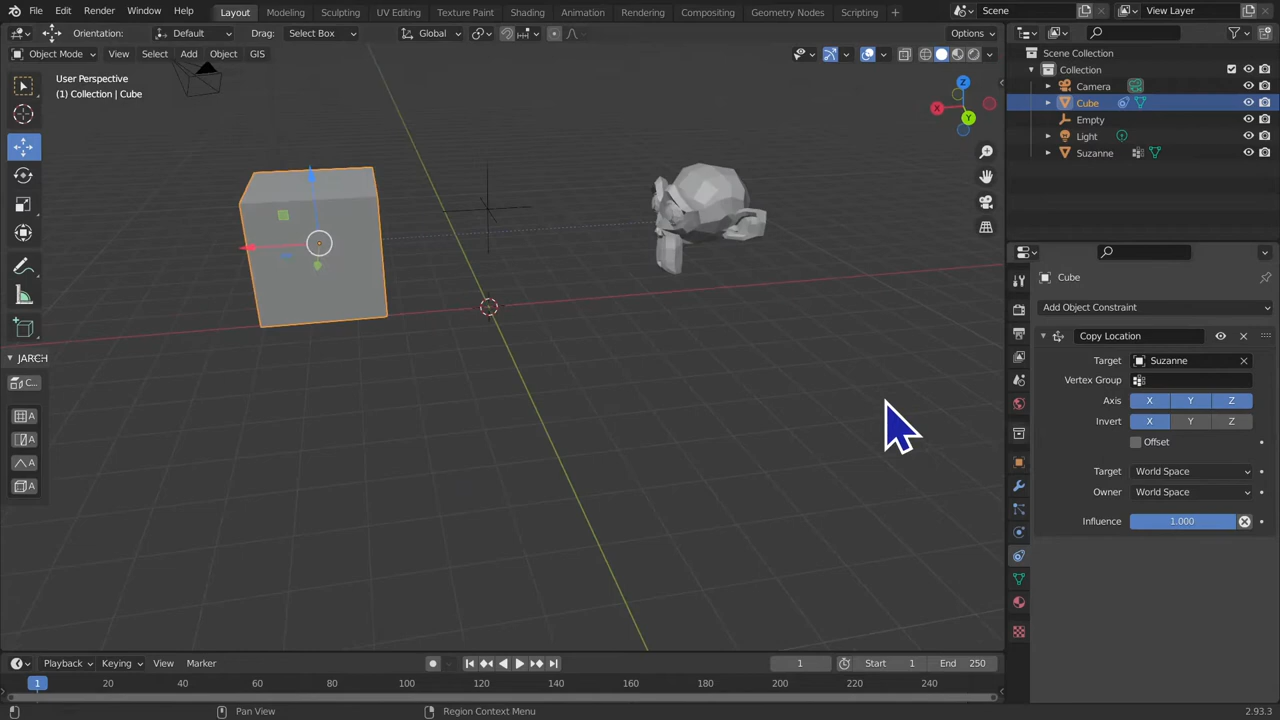 File Edit Render Window Help Layout Modeling Sculpting UV Editing Texture Paint Shading Animation Rendering Compositing Geometry Nodes Scripting + Scene View Layer
Orientation: Default Drag: Select Box Global Options
Object Mode View Select Add Object GIS
User Perspective
(1) Collection | Cube
Z
X
Y
JARCH
C...
A
A
A
A
Scene Collection
Collection
Camera
Cube
Empty
Light
Suzanne
Cube
Add Object Constraint
Copy Location
Target Suzanne
Vertex Group
Axis X Y Z
Invert X Y Z
Offset
Target World Space
Owner World Space
Influence 1.000
Playback Keying View Marker 1 Start 1 End 250
1 20 40 60 80 100 120 140 160 180 200 220 240
Pan View Region Context Menu 2.93.3